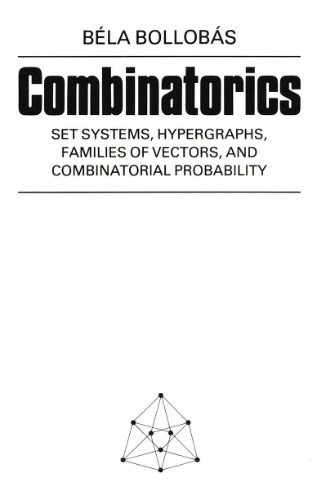 BÉLA BOLLOBÁS
Combinatorics
SET SYSTEMS, HYPERGRAPHS,
FAMILIES OF VECTORS, AND
COMBINATORIAL PROBABILITY